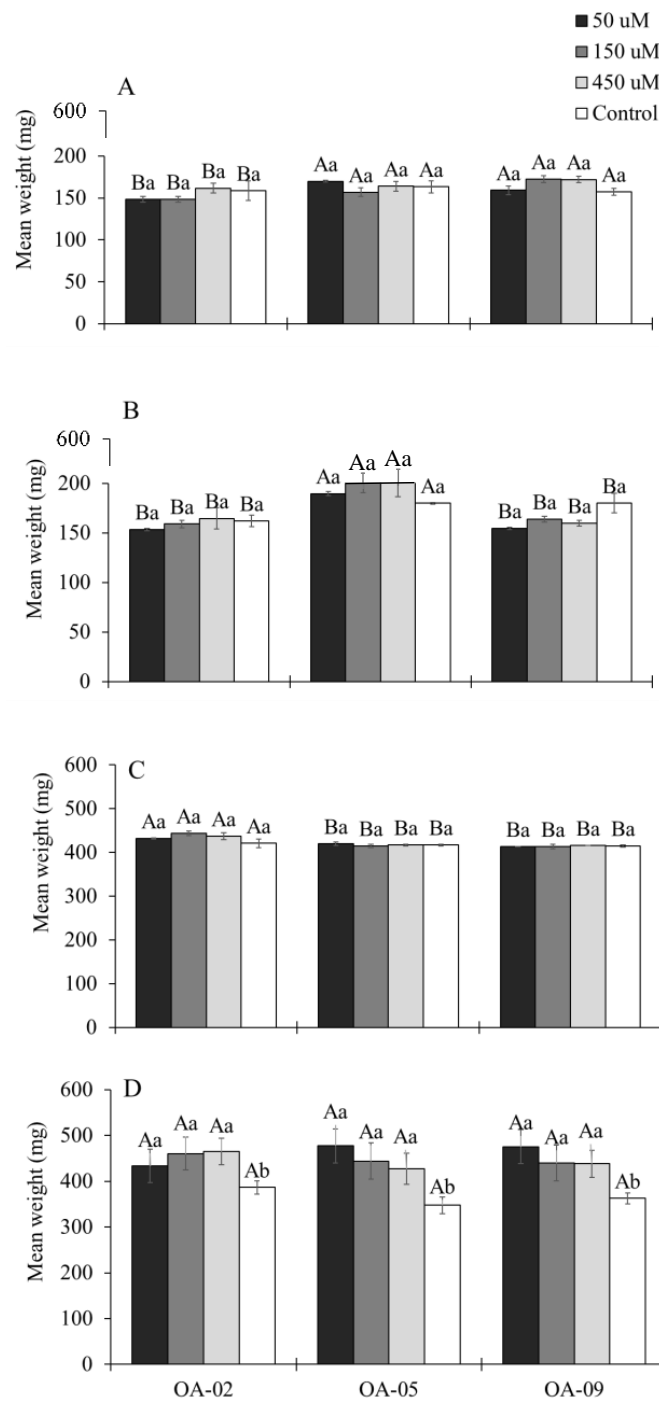 50 uM
150 uM
450 uM
Control
A
600
200
150
100
50
0
Mean weight (mg)
Ba Ba Ba Ba Aa Aa Aa Aa Aa Aa Aa Aa
B
600
200
150
100
50
0
Mean weight (mg)
Ba Ba Ba Ba Aa Aa Aa Aa Ba Ba Ba Ba
C
600
500
400
300
200
100
0
Mean weight (mg)
Aa Aa Aa Aa Ba Ba Ba Ba Ba Ba Ba Ba
D
600
500
400
300
200
100
0
Mean weight (mg)
Aa Aa Aa Ab Aa Aa Aa Ab Aa Aa Aa Ab
OA-02 OA-05 OA-09